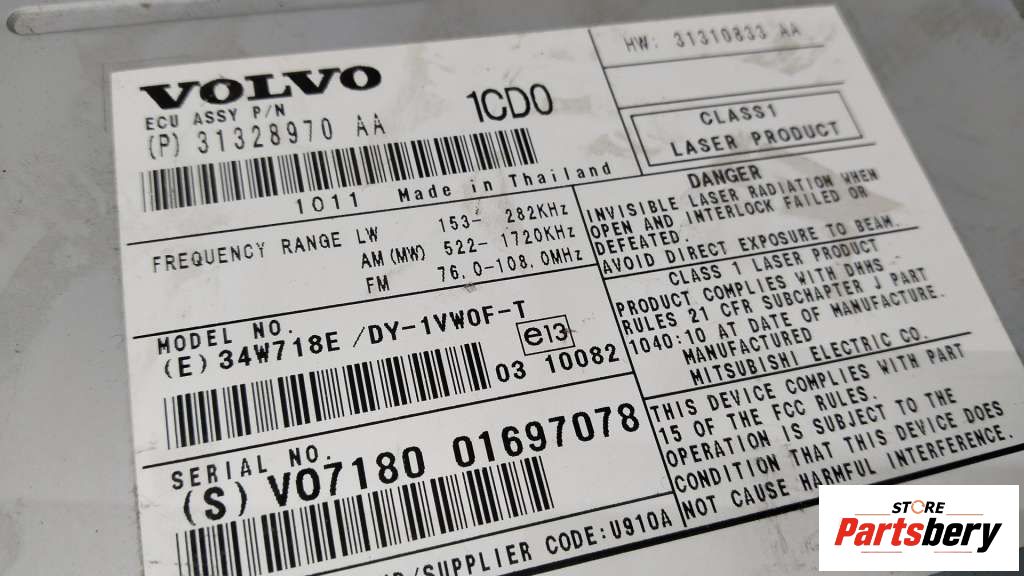 VOLVO
ECU ASSY P/N
(P) 31328970 AA
1CD0
1011 Made in Thailand
FREQUENCY RANGE LW 153- 282KHz
AM(MW) 522- 1720KHz
FM 76.0-108.0MHz
MODEL NO.
(E) 34W718E /DY-1VW0F-T
e13
03 10082
SERIAL NO.
(S) VO7180 01697078
/SUPPLIER CODE:U910A
HW: 31310833 AA
CLASS1
LASER PRODUCT
DANGER
INVISIBLE LASER RADIATION WHEN
OPEN AND INTERLOCK FAILED OR
DEFEATED.
AVOID DIRECT EXPOSURE TO BEAM.
CLASS 1 LASER PRODUCT
PRODUCT COMPLIES WITH DHHS
RULES 21 CFR SUBCHAPTER J PART
1040:10 AT DATE OF MANUFACTURE.
MANUFACTURED
MITSUBISHI ELECTRIC CO.
THIS DEVICE COMPLIES WITH PART
15 OF THE FCC RULES.
OPERATION IS SUBJECT TO THE
CONDITION THAT THIS DEVICE DOES
NOT CAUSE HARMFUL INTERFERENCE.
STORE
Partsbery